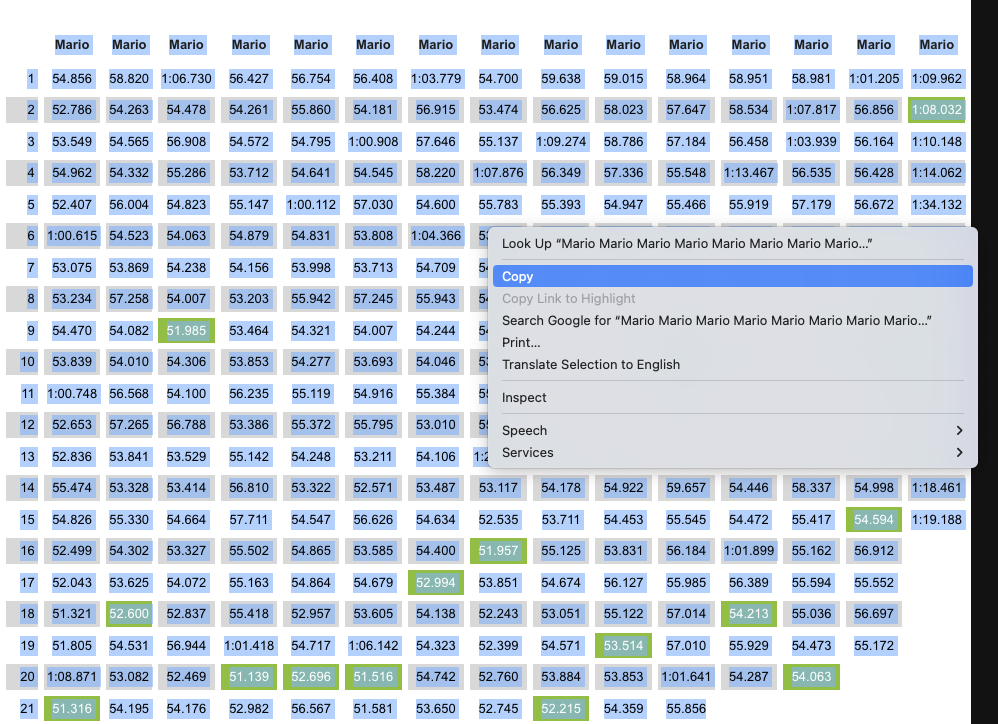 Mario Mario Mario Mario Mario Mario Mario Mario Mario Mario Mario Mario Mario Mario Mario
1 54.856 58.820 1:06.730 56.427 56.754 56.408 1:03.779 54.700 59.638 59.015 58.964 58.951 58.981 1:01.205 1:09.962
2 52.786 54.263 54.478 54.261 55.860 54.181 56.915 53.474 56.625 58.023 57.647 58.534 1:07.817 56.856 1:08.032
3 53.549 54.565 56.908 54.572 54.795 1:00.908 57.646 55.137 1:09.274 58.786 57.184 56.458 1:03.939 56.164 1:10.148
4 54.962 54.332 55.286 53.712 54.641 54.545 58.220 1:07.876 56.349 57.336 55.548 1:13.467 56.535 56.428 1:14.062
5 52.407 56.004 54.823 55.147 1:00.112 57.030 54.600 55.783 55.393 54.947 55.466 55.919 57.179 56.672 1:34.132
6 1:00.615 54.523 54.063 54.879 54.831 53.808 1:04.366
7 53.075 53.869 54.238 54.156 53.998 53.713 54.709
8 53.234 57.258 54.007 53.203 55.942 57.245 55.943
9 54.470 54.082 51.985 53.464 54.321 54.007 54.244
10 53.839 54.010 54.306 53.853 54.277 53.693 54.046
11 1:00.748 56.568 54.100 56.235 55.119 54.916 55.384
12 52.653 57.265 56.788 53.386 55.372 55.795 53.010
13 52.836 53.841 53.529 55.142 54.248 53.211 54.106
14 55.474 53.328 53.414 56.810 53.322 52.571 53.487 53.117 54.178 54.922 59.657 54.446 58.337 54.998 1:18.461
15 54.826 55.330 54.664 57.711 54.547 56.626 54.634 52.535 53.711 54.453 55.545 54.472 55.417 54.594 1:19.188
16 52.499 54.302 53.327 55.502 54.865 53.585 54.400 51.957 55.125 53.831 56.184 1:01.899 55.162 56.912
17 52.043 53.625 54.072 55.163 54.864 54.679 52.994 53.851 54.674 56.127 55.985 56.389 55.594 55.552
18 51.321 52.600 52.837 55.418 52.957 53.605 54.138 52.243 53.051 55.122 57.014 54.213 55.036 56.697
19 51.805 54.531 56.944 1:01.418 54.717 1:06.142 54.323 52.399 54.571 53.514 57.010 55.929 54.473 55.172
20 1:08.871 53.082 52.469 51.139 52.696 51.516 54.742 52.760 53.884 53.853 1:01.641 54.287 54.063
21 51.316 54.195 54.176 52.982 56.567 51.581 53.650 52.745 52.215 54.359 55.856
Look Up “Mario Mario Mario Mario Mario Mario Mario Mario...”
Copy
Copy Link to Highlight
Search Google for “Mario Mario Mario Mario Mario Mario Mario Mario...”
Print...
Translate Selection to English
Inspect
Speech
Services